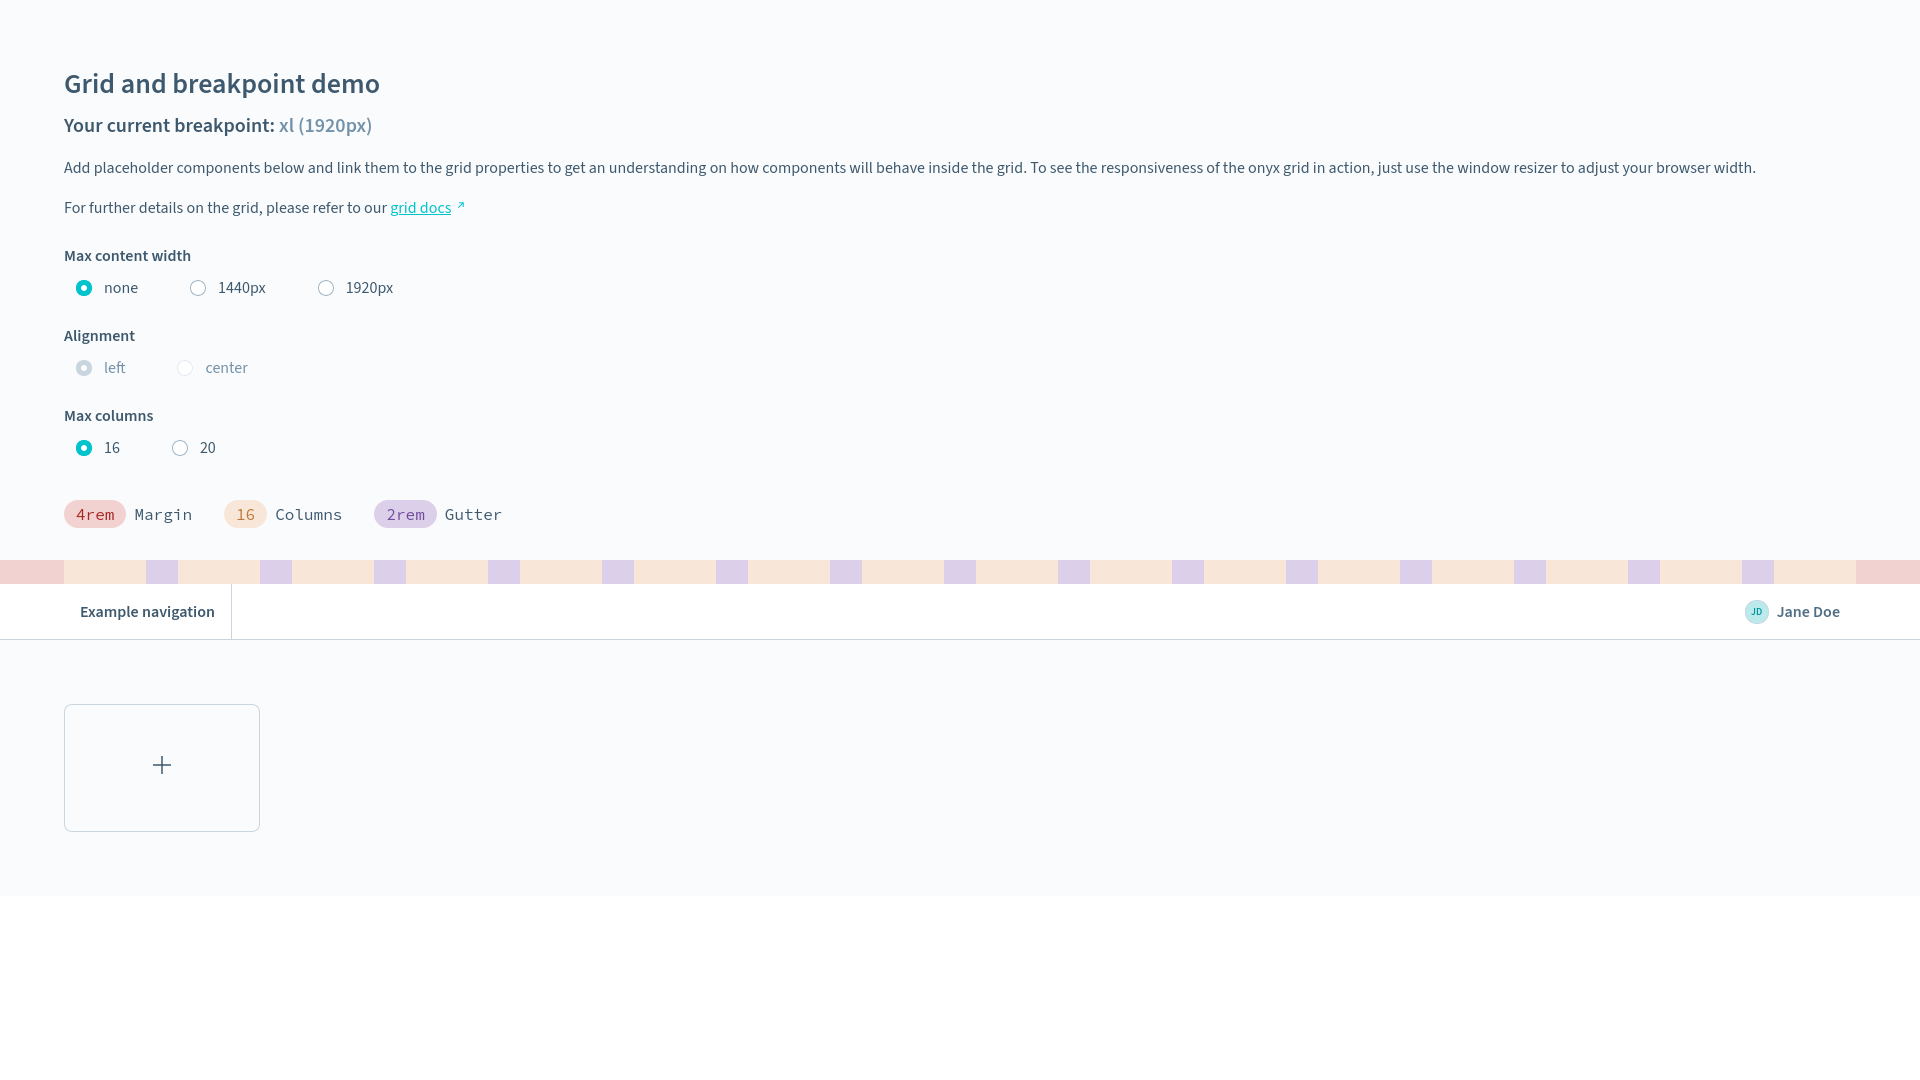 Grid and breakpoint demo
Your current breakpoint: xl (1920px)
Add placeholder components below and link them to the grid properties to get an understanding on how components will behave inside the grid. To see the responsiveness of the onyx grid in action, just use the window resizer to adjust your browser width.
For further details on the grid, please refer to our grid docs ↗
Max content width
none 1440px 1920px
Alignment
left center
Max columns
16 20
4rem Margin 16 Columns 2rem Gutter
Example navigation JD Jane Doe